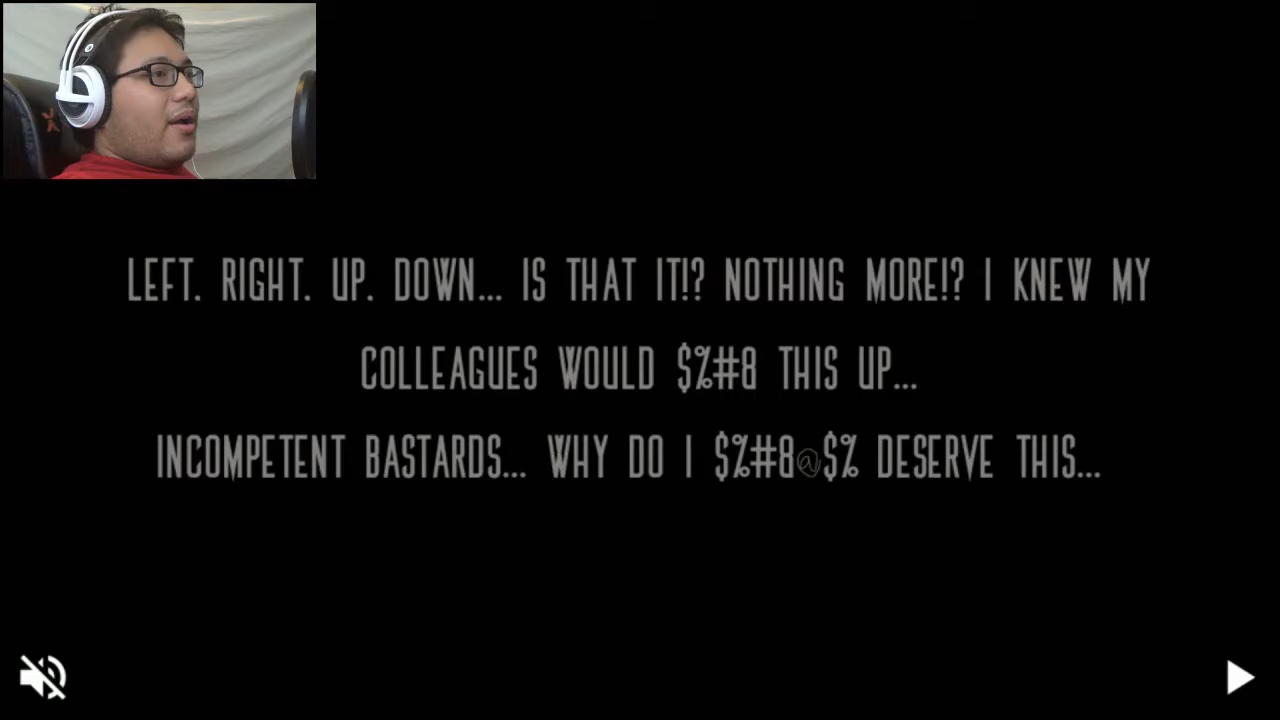 LEFT. RIGHT. UP. DOWN... IS THAT IT!? NOTHING MORE!? I KNEW MY
COLLEAGUES WOULD $%#8 THIS UP...
INCOMPETENT BASTARDS... WHY DO I $%#8@$% DESERVE THIS...